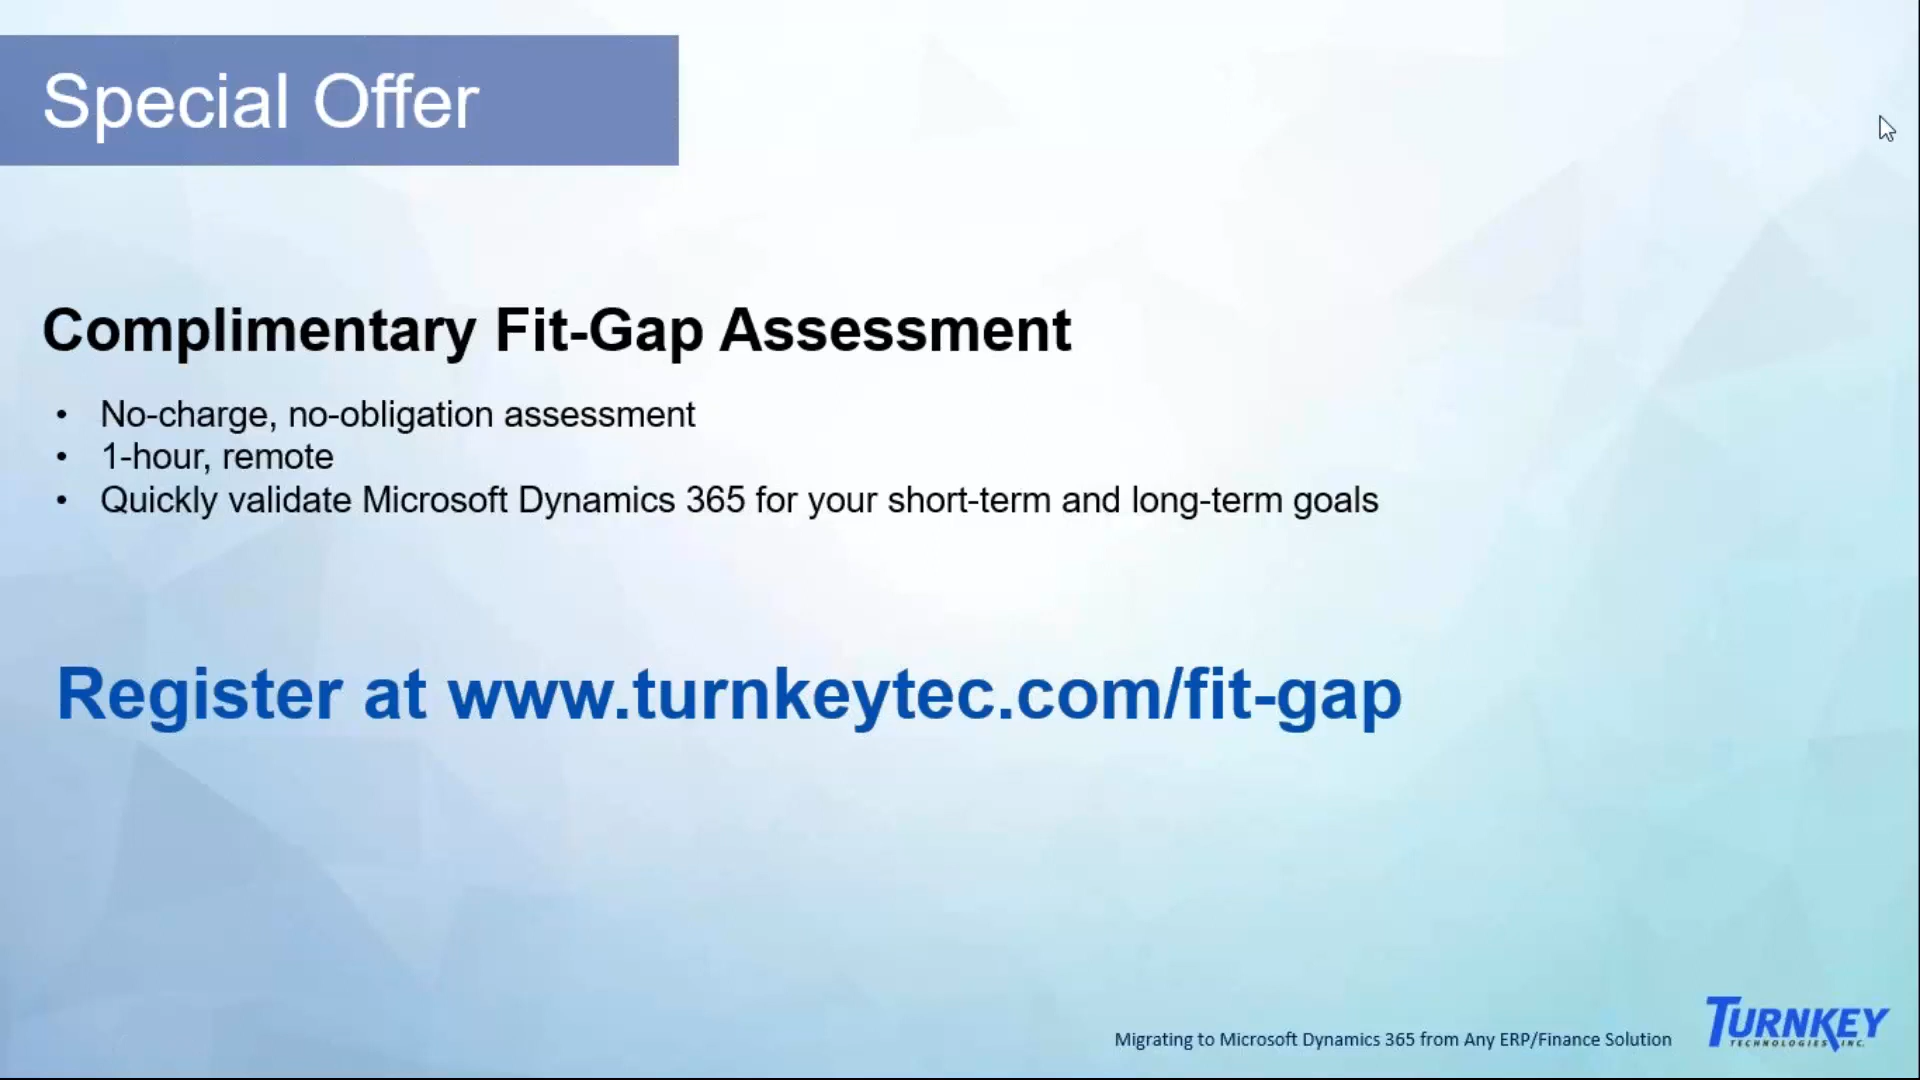 Special Offer
Complimentary Fit-Gap Assessment
• No-charge, no-obligation assessment
• 1-hour, remote
• Quickly validate Microsoft Dynamics 365 for your short-term and long-term goals
Register at www.turnkeytec.com/fit-gap
Migrating to Microsoft Dynamics 365 from Any ERP/Finance Solution
TURNKEY
TECHNOLOGIES, INC.